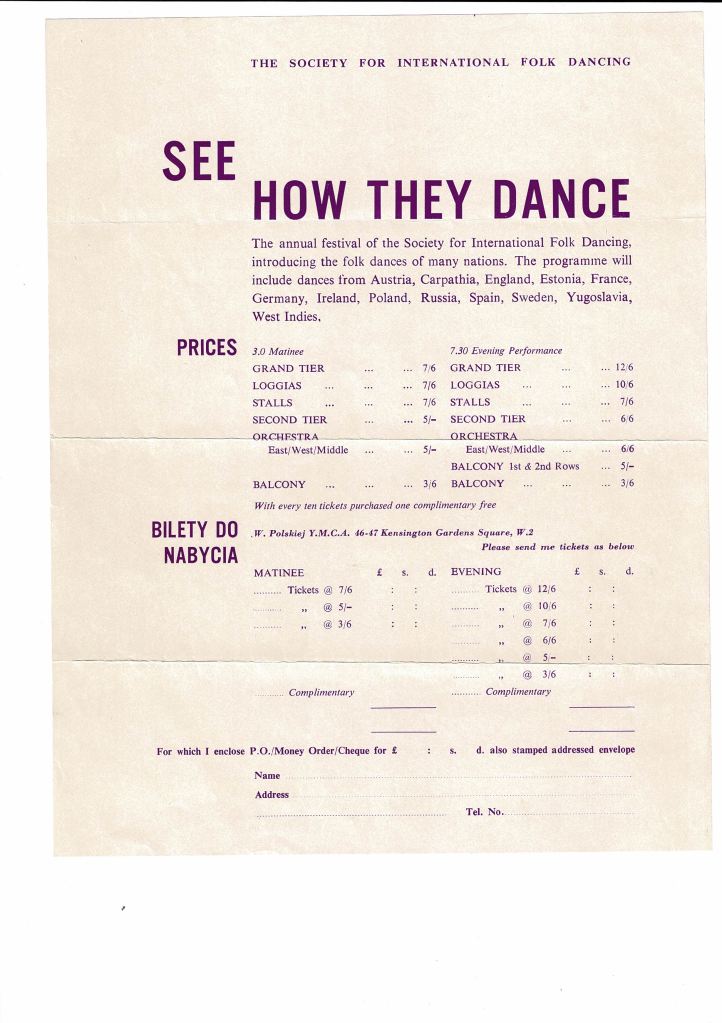 THE SOCIETY FOR INTERNATIONAL FOLK DANCING
SEE
HOW THEY DANCE
The annual festival of the Society for International Folk Dancing,
introducing the folk dances of many nations. The programme will
include dances from Austria, Carpathia, England, Estonia, France,
Germany, Ireland, Poland, Russia, Spain, Sweden, Yugoslavia,
West Indies.
PRICES
3.0 Matinee
GRAND TIER ... ... 7/6
LOGGIAS ... ... ... 7/6
STALLS ... ... ... 7/6
SECOND TIER ... ... 5/-
ORCHESTRA
East/West/Middle ... ... 5/-
BALCONY ... ... ... 3/6
7.30 Evening Performance
GRAND TIER ... ... 12/6
LOGGIAS ... ... ... 10/6
STALLS ... ... ... 7/6
SECOND TIER ... ... 6/6
ORCHESTRA
East/West/Middle ... ... 6/6
BALCONY 1st & 2nd Rows ... 5/-
BALCONY ... ... ... 3/6
With every ten tickets purchased one complimentary free
BILETY DO
NABYCIA
W. Polskiej Y.M.C.A. 46-47 Kensington Gardens Square, W.2
Please send me tickets as below
MATINEE £ s. d.
.......... Tickets @ 7/6 : :
.......... ,, @ 5/- : :
.......... ,, @ 3/6 : :
.......... Complimentary
EVENING £ s. d.
.......... Tickets @ 12/6 : :
.......... ,, @ 10/6 : :
.......... ,, @ 7/6 : :
.......... ,, @ 6/6 : :
.......... ,, @ 5/- : :
.......... ,, @ 3/6 : :
.......... Complimentary
For which I enclose P.O./Money Order/Cheque for £ : s. d. also stamped addressed envelope
Name
Address
Tel. No.